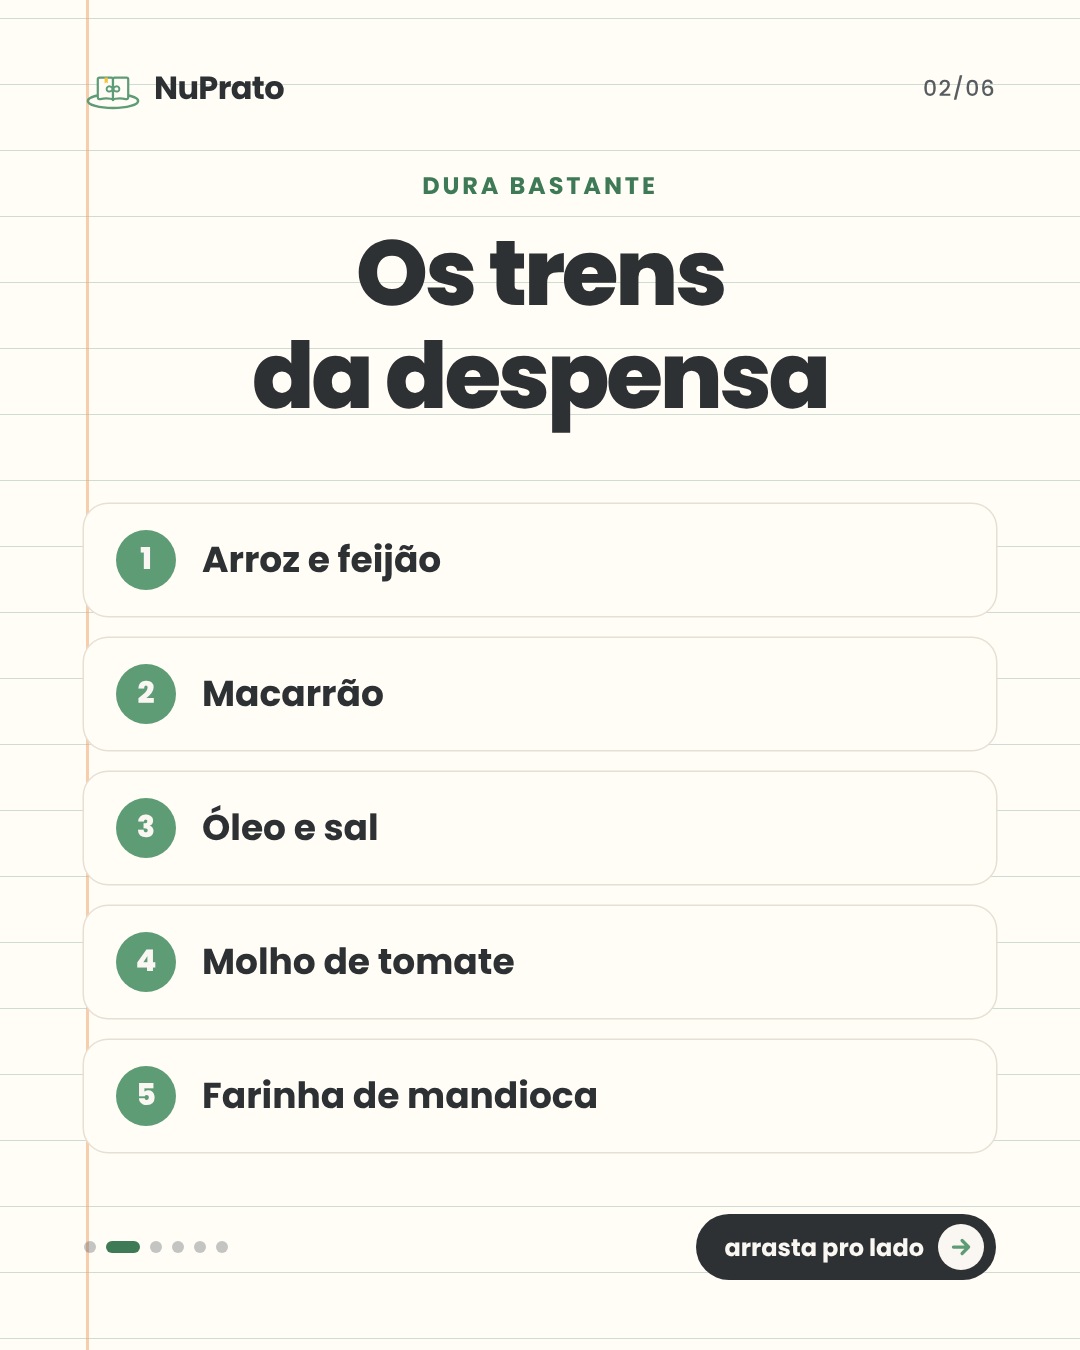 NuPrato
02/06
DURA BASTANTE
Os trens
da despensa
1 Arroz e feijão
2 Macarrão
3 Óleo e sal
4 Molho de tomate
5 Farinha de mandioca
arrasta pro lado